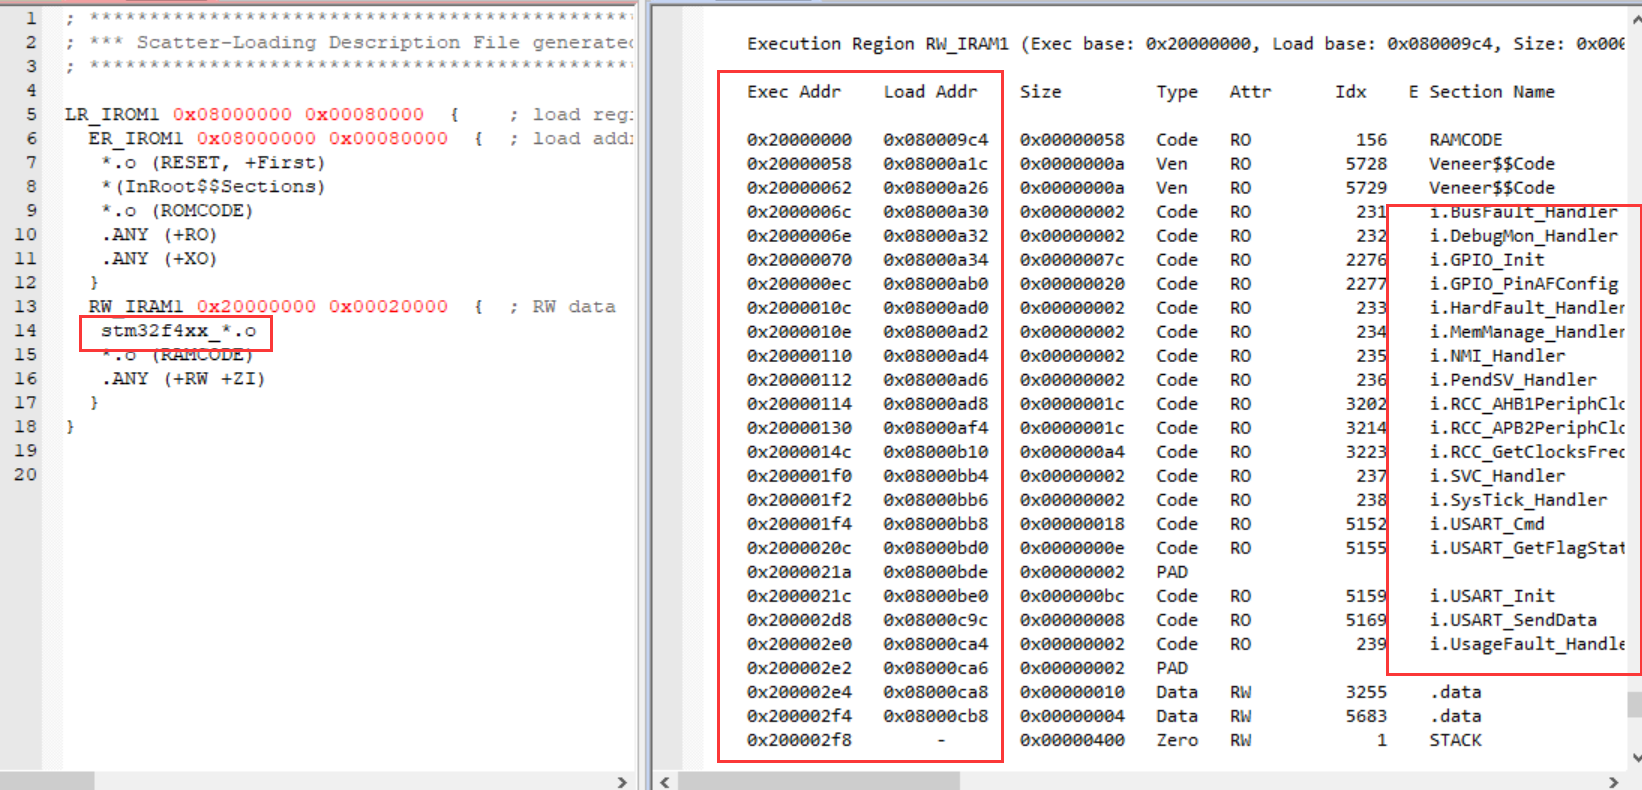 1 ; **********************************************
2 ; *** Scatter-Loading Description File generated
3 ; **********************************************
4
5 LR_IROM1 0x08000000 0x00080000  {    ; load regi
6   ER_IROM1 0x08000000 0x00080000  {  ; load addr
7    *.o (RESET, +First)
8    *(InRoot$$Sections)
9    *.o (ROMCODE)
10    .ANY (+RO)
11    .ANY (+XO)
12   }
13   RW_IRAM1 0x20000000 0x00020000  {  ; RW data
14    stm32f4xx_*.o
15    *.o (RAMCODE)
16    .ANY (+RW +ZI)
17   }
18 }
19
20
Execution Region RW_IRAM1 (Exec base: 0x20000000, Load base: 0x080009c4, Size: 0x000
Exec Addr    Load Addr    Size         Type   Attr      Idx    E Section Name
0x20000000   0x080009c4   0x00000058   Code   RO          156    RAMCODE
0x20000058   0x08000a1c   0x0000000a   Ven    RO         5728    Veneer$$Code
0x20000062   0x08000a26   0x0000000a   Ven    RO         5729    Veneer$$Code
0x2000006c   0x08000a30   0x00000002   Code   RO          231    i.BusFault_Handler
0x2000006e   0x08000a32   0x00000002   Code   RO          232    i.DebugMon_Handler
0x20000070   0x08000a34   0x0000007c   Code   RO         2276    i.GPIO_Init
0x200000ec   0x08000ab0   0x00000020   Code   RO         2277    i.GPIO_PinAFConfig
0x2000010c   0x08000ad0   0x00000002   Code   RO          233    i.HardFault_Handler
0x2000010e   0x08000ad2   0x00000002   Code   RO          234    i.MemManage_Handler
0x20000110   0x08000ad4   0x00000002   Code   RO          235    i.NMI_Handler
0x20000112   0x08000ad6   0x00000002   Code   RO          236    i.PendSV_Handler
0x20000114   0x08000ad8   0x0000001c   Code   RO         3202    i.RCC_AHB1PeriphClo
0x20000130   0x08000af4   0x0000001c   Code   RO         3214    i.RCC_APB2PeriphClo
0x2000014c   0x08000b10   0x000000a4   Code   RO         3223    i.RCC_GetClocksFreq
0x200001f0   0x08000bb4   0x00000002   Code   RO          237    i.SVC_Handler
0x200001f2   0x08000bb6   0x00000002   Code   RO          238    i.SysTick_Handler
0x200001f4   0x08000bb8   0x00000018   Code   RO         5152    i.USART_Cmd
0x2000020c   0x08000bd0   0x0000000e   Code   RO         5155    i.USART_GetFlagStat
0x2000021a   0x08000bde   0x00000002   PAD
0x2000021c   0x08000be0   0x000000bc   Code   RO         5159    i.USART_Init
0x200002d8   0x08000c9c   0x00000008   Code   RO         5169    i.USART_SendData
0x200002e0   0x08000ca4   0x00000002   Code   RO          239    i.UsageFault_Handle
0x200002e2   0x08000ca6   0x00000002   PAD
0x200002e4   0x08000ca8   0x00000010   Data   RW         3255    .data
0x200002f4   0x08000cb8   0x00000004   Data   RW         5683    .data
0x200002f8        -       0x00000400   Zero   RW            1    STACK